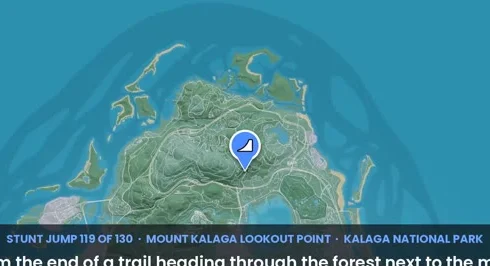 STUNT JUMP 119 OF 130 · MOUNT KALAGA LOOKOUT POINT · KALAGA NATIONAL PARK
the end of a trail heading through the forest next to the